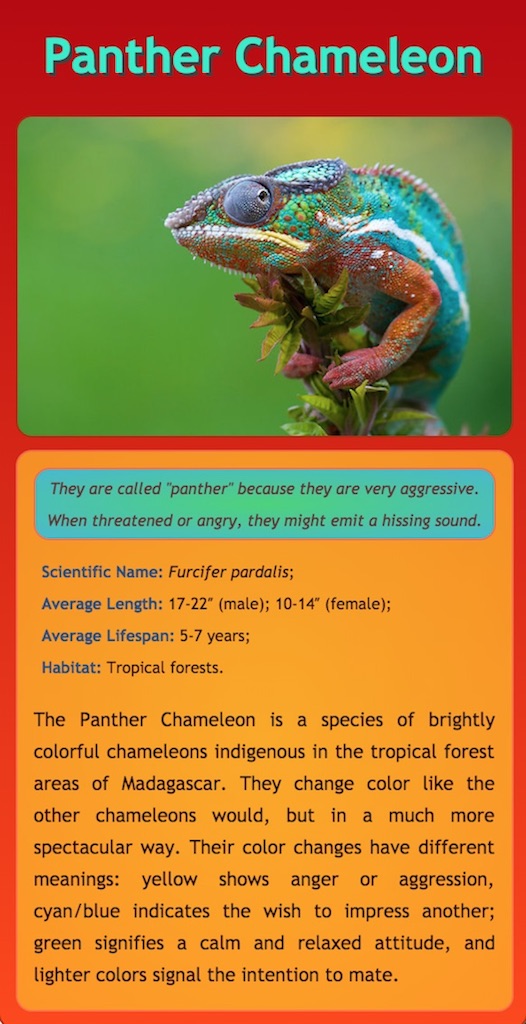 Panther Chameleon
They are called "panther" because they are very aggressive.
When threatened or angry, they might emit a hissing sound.
Scientific Name: Furcifer pardalis;
Average Length: 17-22″ (male); 10-14″ (female);
Average Lifespan: 5-7 years;
Habitat: Tropical forests.
The Panther Chameleon is a species of brightly
colorful chameleons indigenous in the tropical forest
areas of Madagascar. They change color like the
other chameleons would, but in a much more
spectacular way. Their color changes have different
meanings: yellow shows anger or aggression,
cyan/blue indicates the wish to impress another;
green signifies a calm and relaxed attitude, and
lighter colors signal the intention to mate.